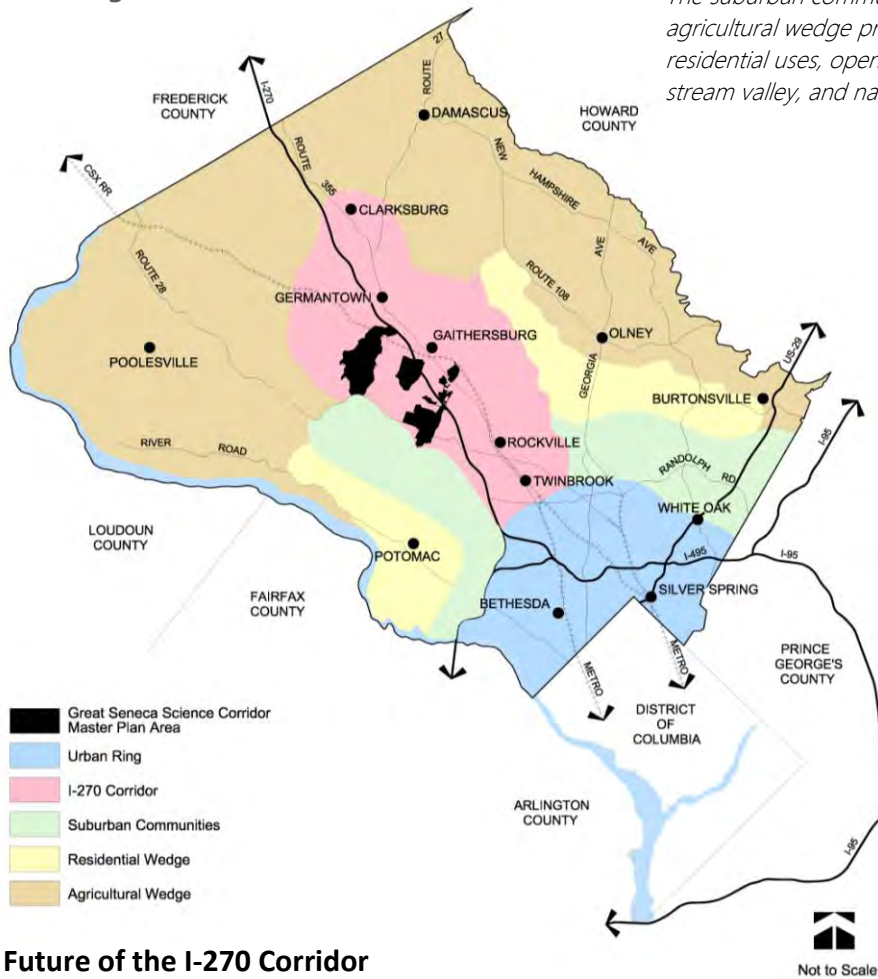 The suburban commu
agricultural wedge pr
residential uses, open
stream valley, and na
27
ROUTE
I-270
FREDERICK
COUNTY
DAMASCUS
HOWARD
COUNTY
CSX RR
ROUTE
355
NEW
HAMPSHIRE
AVE
CLARKSBURG
AVE
ROUTE 28
ROUTE 108
GERMANTOWN
OLNEY
GAITHERSBURG
POOLESVILLE
GEORGIA
US-29
BURTONSVILLE
I-95
RIVER
ROAD
ROCKVILLE
RANDOLPH
RD
TWINBROOK
WHITE OAK
LOUDOUN
COUNTY
POTOMAC
I-495
I-95
FAIRFAX
COUNTY
BETHESDA
SILVER SPRING
METRO
METRO
PRINCE
GEORGE'S
COUNTY
DISTRICT
OF
COLUMBIA
Great Seneca Science Corridor
Master Plan Area
Urban Ring
I-270 Corridor
Suburban Communities
Residential Wedge
Agricultural Wedge
ARLINGTON
COUNTY
I-95
Not to Scale
Future of the I-270 Corridor